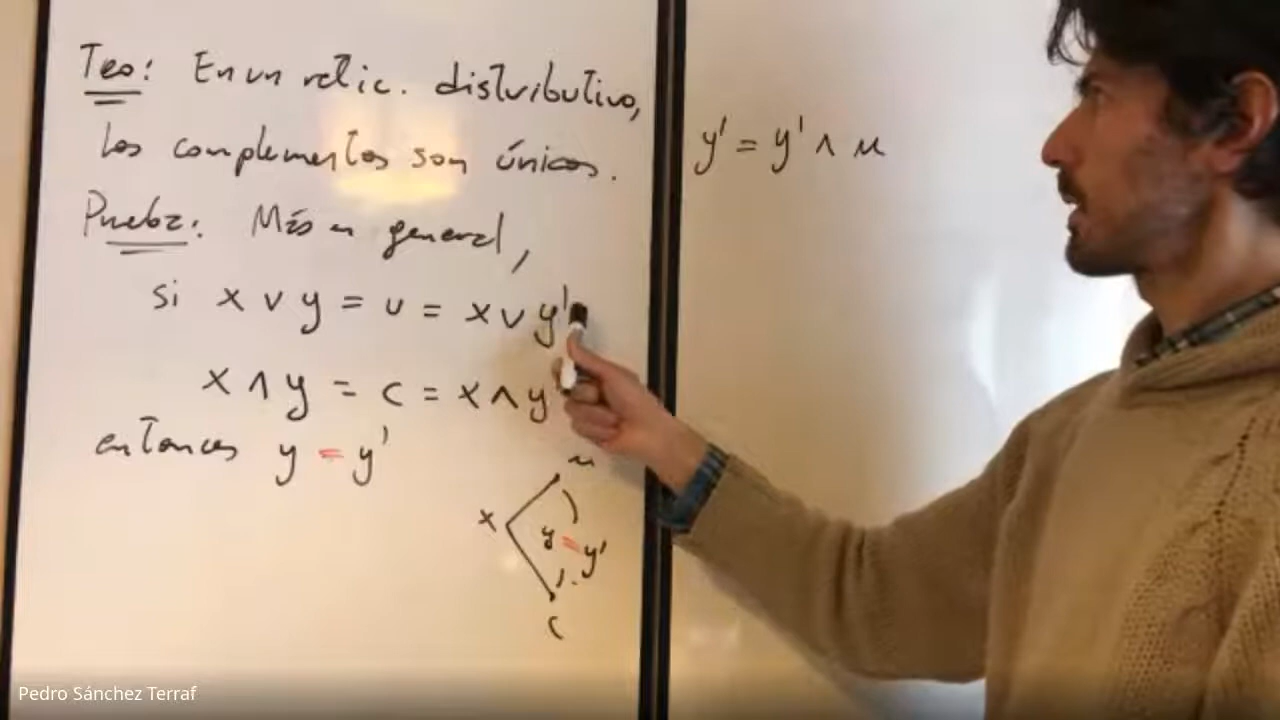 Teo: En un retic. distributivo,
los complementos son únicos.
Prueba: Más en general,
si x ∨ y = u = x ∨ y'
x ∧ y = c = x ∧ y
entonces y = y'
u
x y = y'
c
y' = y' ∧ u
Pedro Sánchez Terraf